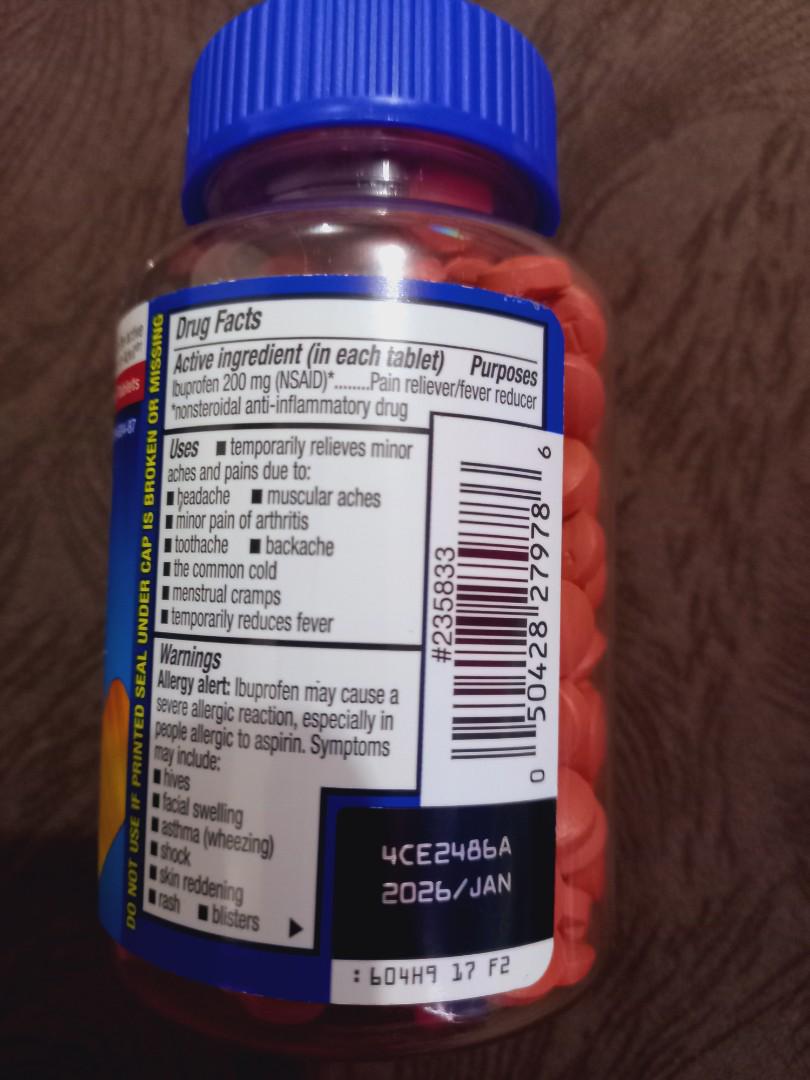 Drug Facts
Active ingredient (in each tablet) Purposes
Ibuprofen 200 mg (NSAID)*........Pain reliever/fever reducer
*nonsteroidal anti-inflammatory drug
Uses ■ temporarily relieves minor
aches and pains due to:
■ headache ■ muscular aches
■ minor pain of arthritis
■ toothache ■ backache
■ the common cold
■ menstrual cramps
■ temporarily reduces fever
Warnings
Allergy alert: Ibuprofen may cause a
severe allergic reaction, especially in
people allergic to aspirin. Symptoms
may include:
■ hives
■ facial swelling
■ asthma (wheezing)
■ shock
■ skin reddening
■ rash ■ blisters
DO NOT USE IF PRINTED SEAL UNDER CAP IS BROKEN OR MISSING
#235833
0 50428 27978 6
4CE2486A
2026/JAN
: 604H9 17 F2